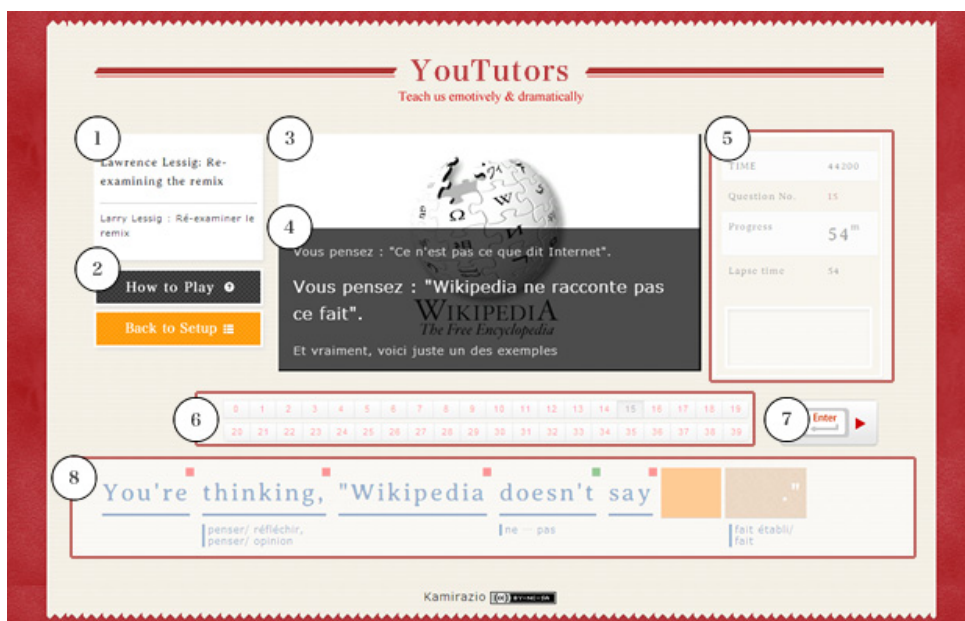 YouTutors
Teach us emotively & dramatically
1
Lawrence Lessig: Re-
examining the remix
Larry Lessig : Ré-examiner le
remix
2
How to Play ?
Back to Setup
3
W
Ω
4
Vous pensez : "Ce n'est pas ce que dit Internet".
Vous pensez : "Wikipedia ne raconte pas
ce fait".
WIKIPEDIA
The Free Encyclopedia
Et vraiment, voici juste un des exemples
5
TIME 44200
Question No. 15
Progress 54m
Lapse time 54
6
0 1 2 3 4 5 6 7 8 9 10 11 12 13 14 15 16 17 18 19
20 21 22 23 24 25 26 27 28 29 30 31 32 33 34 35 36 37 38 39
7
Enter
8
You're thinking, "Wikipedia doesn't say ."
penser/ réfléchir,
penser/ opinion
ne ··· pas
fait établi/
fait
Kamirazio (cc) BY-NC-SA